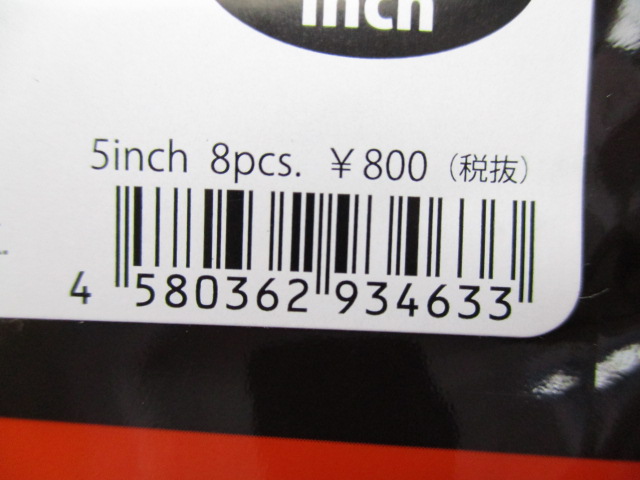 inch
5inch 8pcs. ￥800（税抜）
4 580362 934633